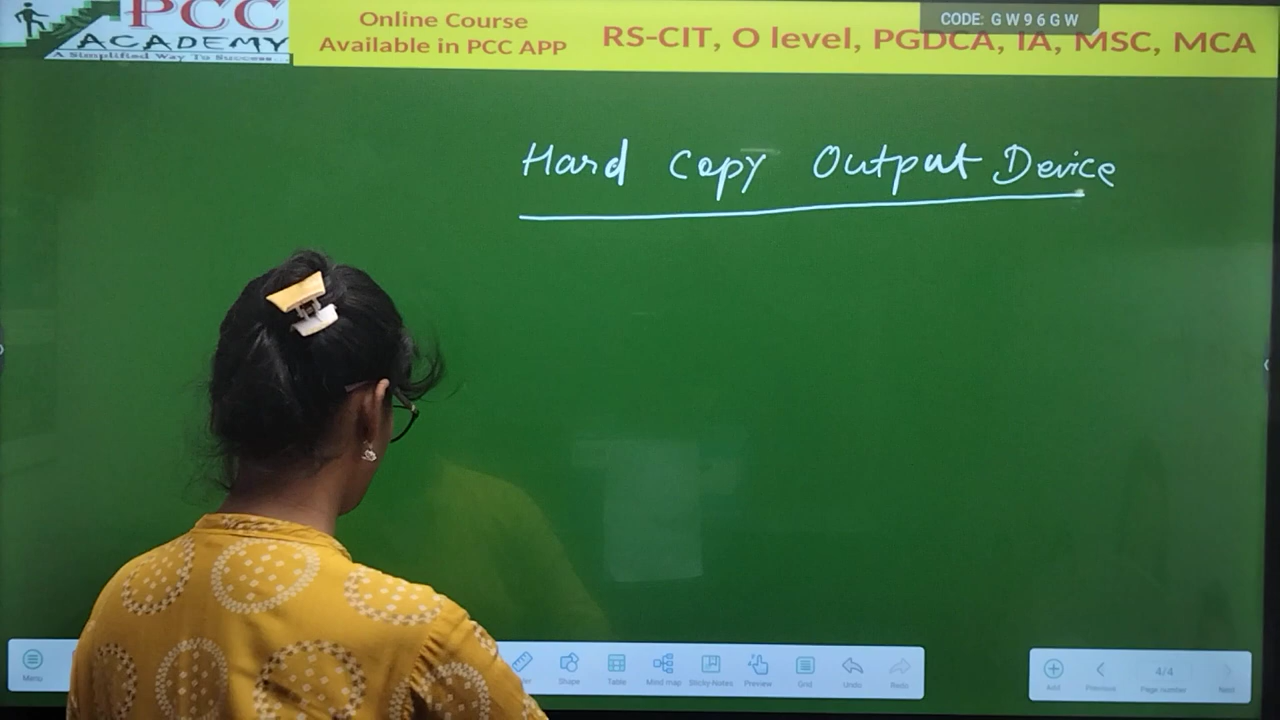 PCC
ACADEMY
A Simplified Way To Success...
Online Course
Available in PCC APP
RS-CIT, O level, PGDCA, IA, MSC, MCA
CODE: GW96GW
Hard Copy Output Device
Menu
Shape
Table
Mind map
Sticky-Notes
Preview
Grid
Undo
Redo
Add
Previous
4/4
Page number
Next